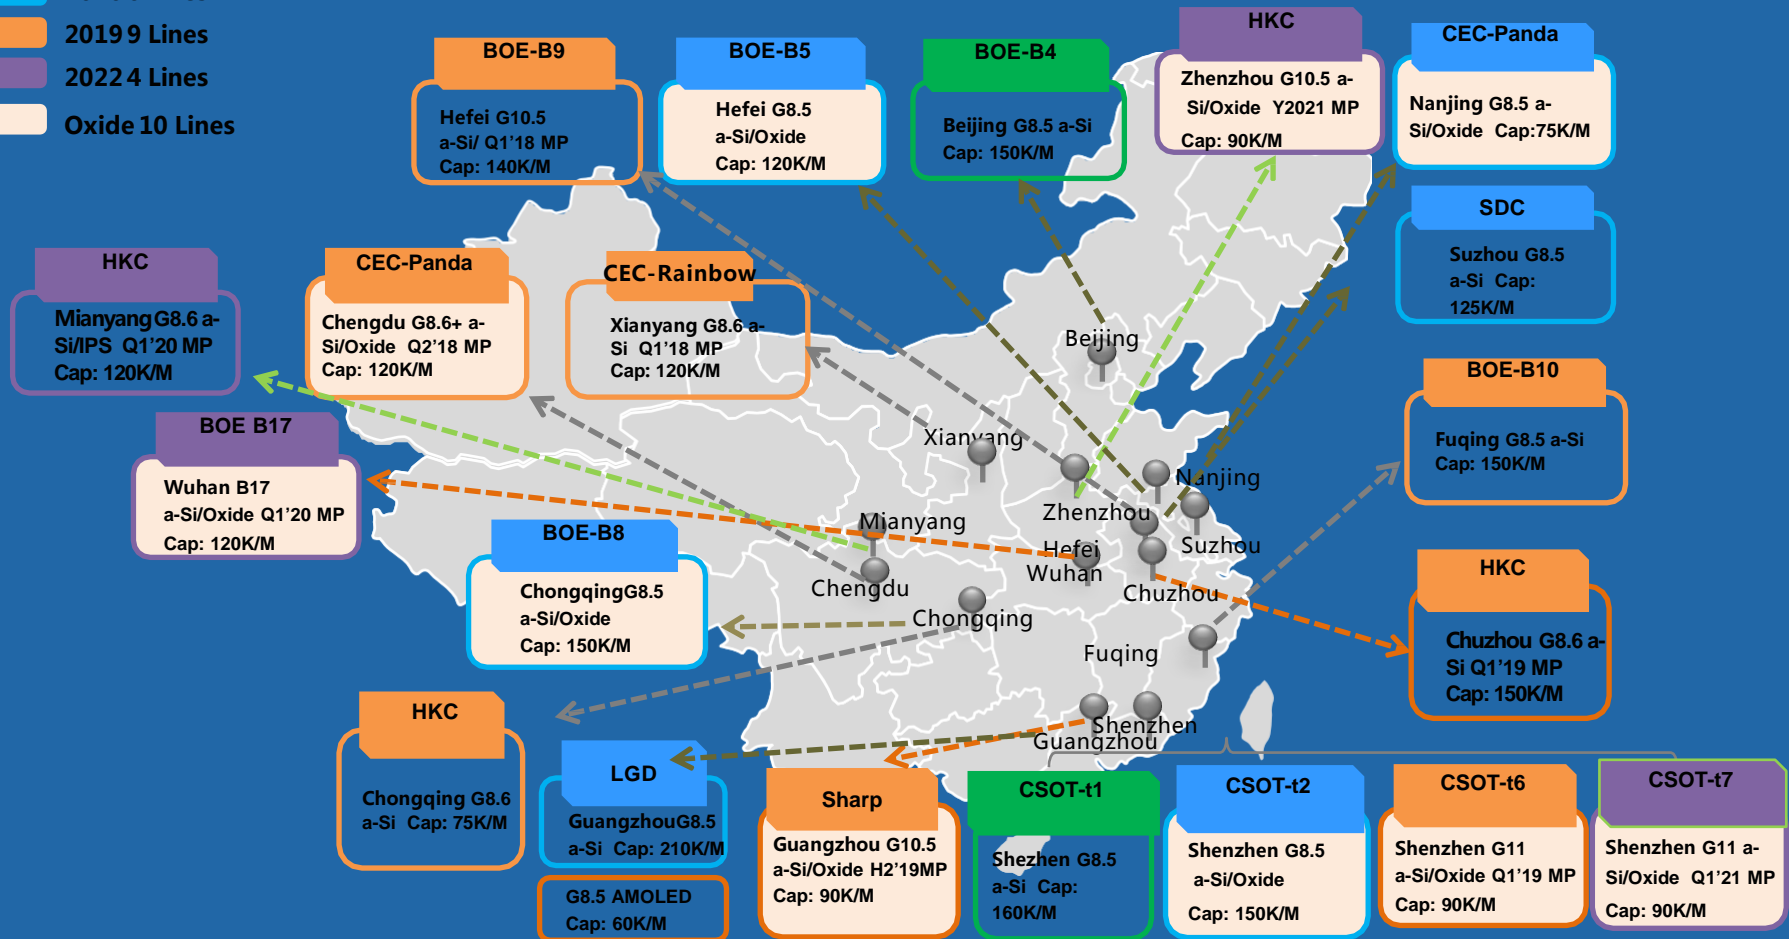 2019 9 Lines
2022 4 Lines
Oxide 10 Lines
BOE-B9
Hefei G10.5
a-Si/ Q1'18 MP
Cap: 140K/M
BOE-B5
Hefei G8.5
a-Si/Oxide
Cap: 120K/M
BOE-B4
Beijing G8.5 a-Si
Cap: 150K/M
HKC
Zhenzhou G10.5 a-
Si/Oxide Y2021 MP
Cap: 90K/M
CEC-Panda
Nanjing G8.5 a-
Si/Oxide Cap:75K/M
SDC
Suzhou G8.5
a-Si Cap:
125K/M
HKC
Mianyang G8.6 a-
Si/IPS Q1'20 MP
Cap: 120K/M
CEC-Panda
Chengdu G8.6+ a-
Si/Oxide Q2'18 MP
Cap: 120K/M
CEC-Rainbow
Xianyang G8.6 a-
Si Q1'18 MP
Cap: 120K/M
BOE-B10
Fuqing G8.5 a-Si
Cap: 150K/M
BOE B17
Wuhan B17
a-Si/Oxide Q1'20 MP
Cap: 120K/M
BOE-B8
ChongqingG8.5
a-Si/Oxide
Cap: 150K/M
HKC
Chuzhou G8.6 a-
Si Q1'19 MP
Cap: 150K/M
Beijing
Xianyang
Nanjing
Zhenzhou
Mianyang
Hefei
Suzhou
Wuhan
Chengdu
Chuzhou
Chongqing
Fuqing
Shenzhen
Guangzhou
HKC
Chongqing G8.6
a-Si Cap: 75K/M
LGD
GuangzhouG8.5
a-Si Cap: 210K/M
G8.5 AMOLED
Cap: 60K/M
Sharp
Guangzhou G10.5
a-Si/Oxide H2'19MP
Cap: 90K/M
CSOT-t1
Shezhen G8.5
a-Si Cap:
160K/M
CSOT-t2
Shenzhen G8.5
a-Si/Oxide
Cap: 150K/M
CSOT-t6
Shenzhen G11
a-Si/Oxide Q1'19 MP
Cap: 90K/M
CSOT-t7
Shenzhen G11 a-
Si/Oxide Q1'21 MP
Cap: 90K/M